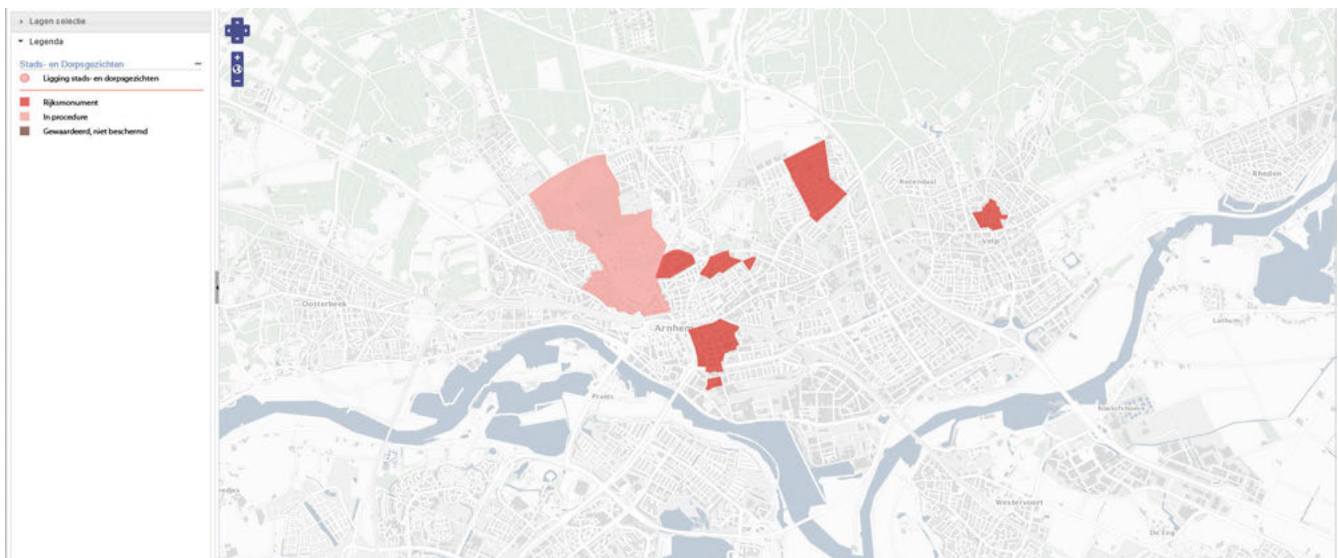 Lagen selectie
Legenda
Stads- en Dorpsgezichten
Ligging stads- en dorpsgezichten
Rijksmonument
In procedure
Gewaardeerd, niet beschermd
Rheden
Rozendaal
Velp
Oosterbeek
Arnhem
Lathum
Praets
Westervoort